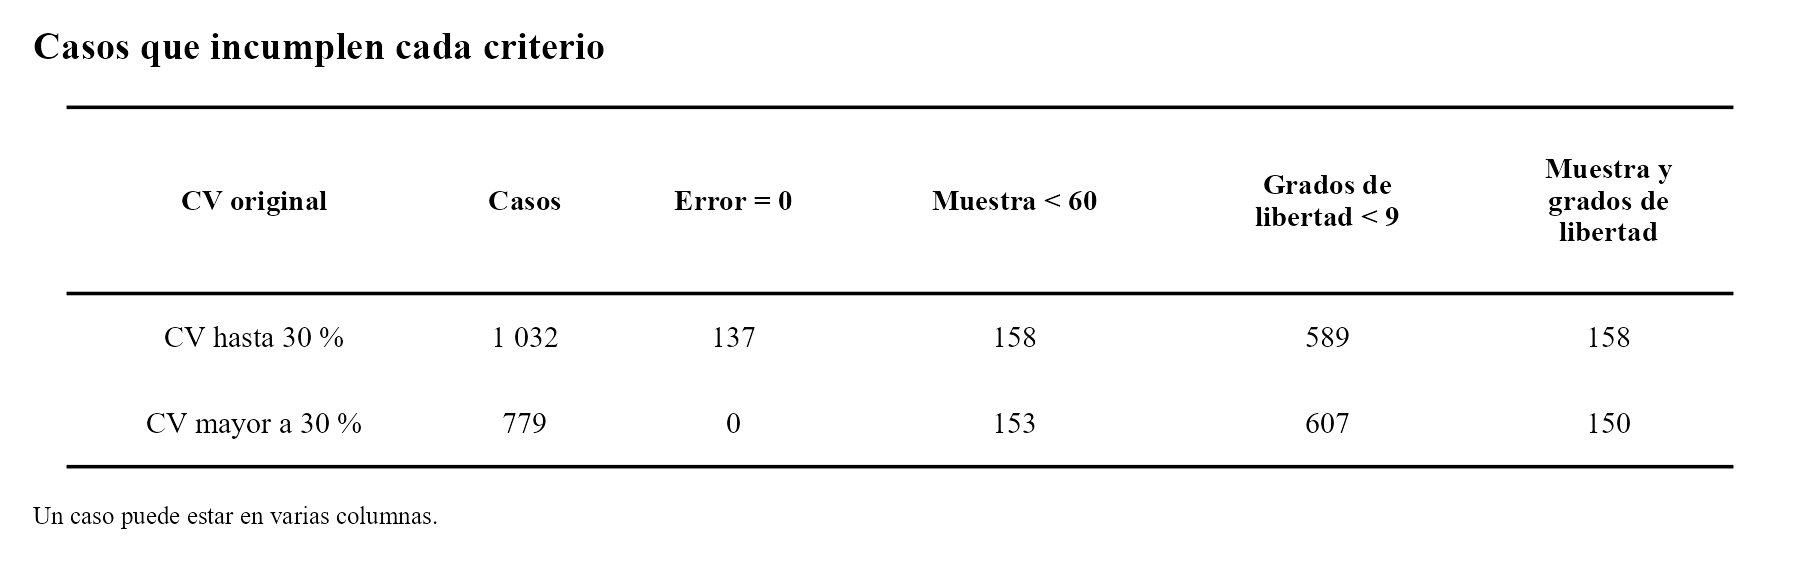 Casos que incumplen cada criterio
CV original Casos Error = 0 Muestra < 60 Grados de libertad < 9 Muestra y grados de libertad
CV hasta 30 % 1 032 137 158 589 158
CV mayor a 30 % 779 0 153 607 150
Un caso puede estar en varias columnas.